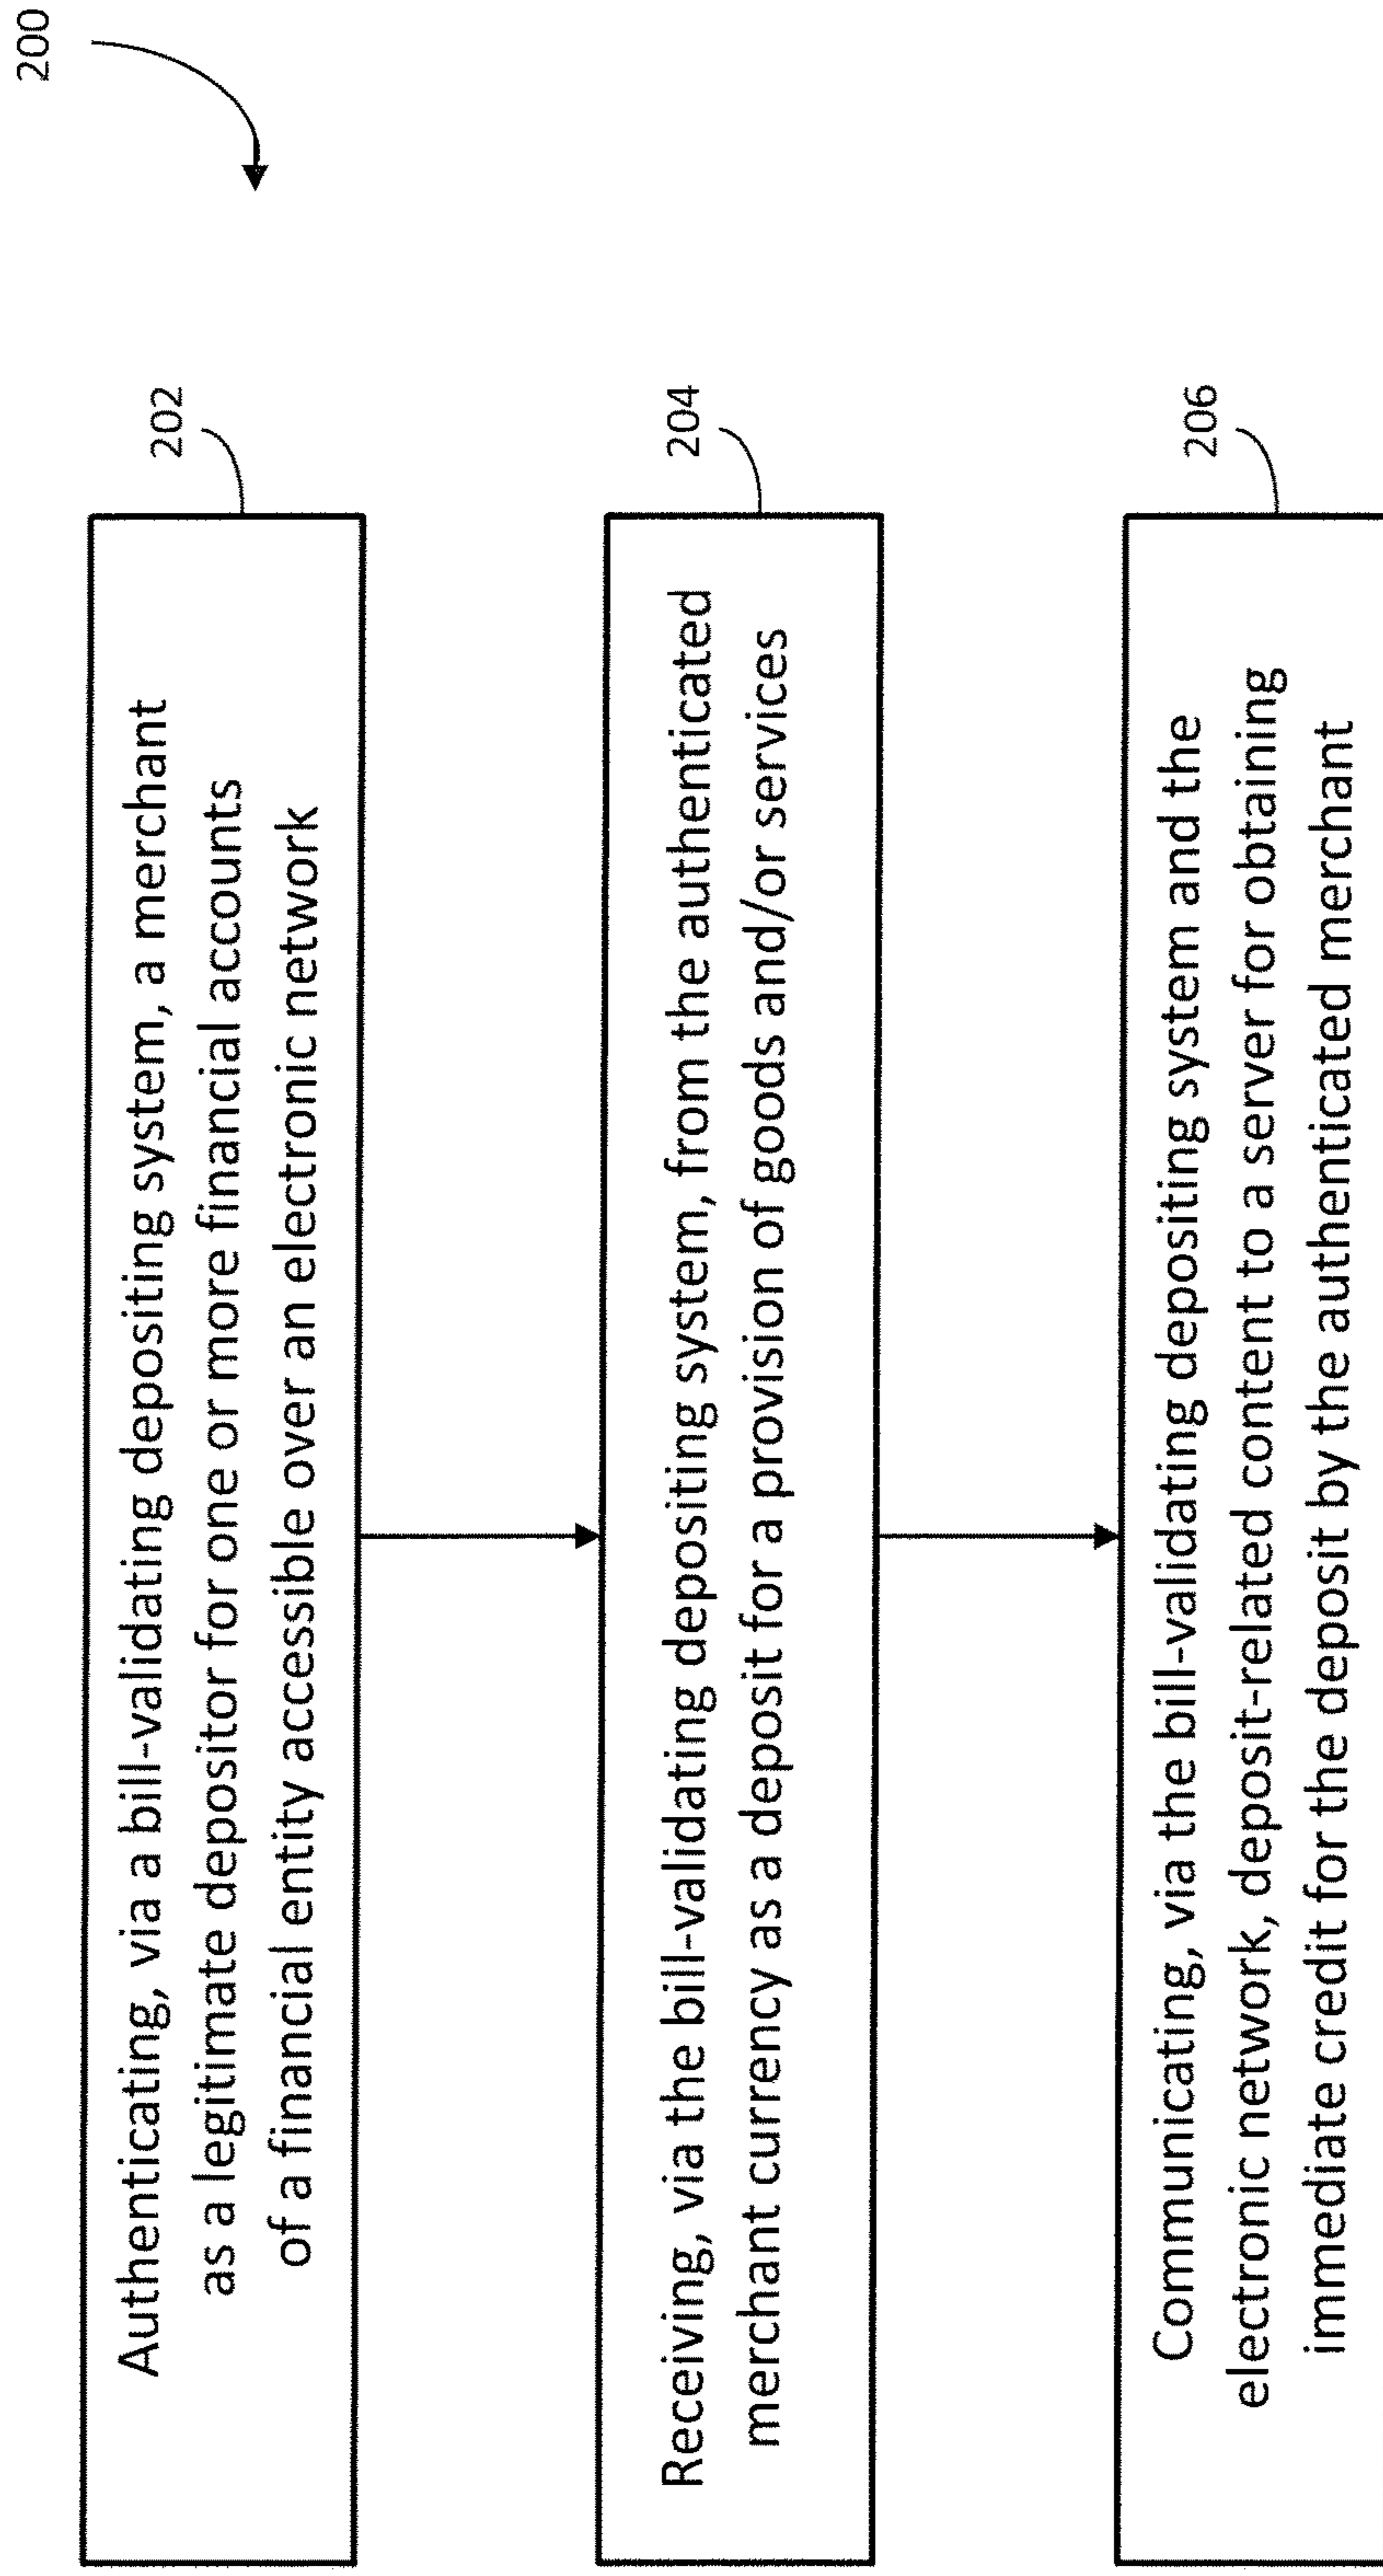 200
202
Authenticating, via a bill-validating depositing system, a merchant
as a legitimate depositor for one or more financial accounts
of a financial entity accessible over an electronic network
204
Receiving, via the bill-validating depositing system, from the authenticated
merchant currency as a deposit for a provision of goods and/or services
206
Communicating, via the bill-validating depositing system and the
electronic network, deposit-related content to a server for obtaining
immediate credit for the deposit by the authenticated merchant